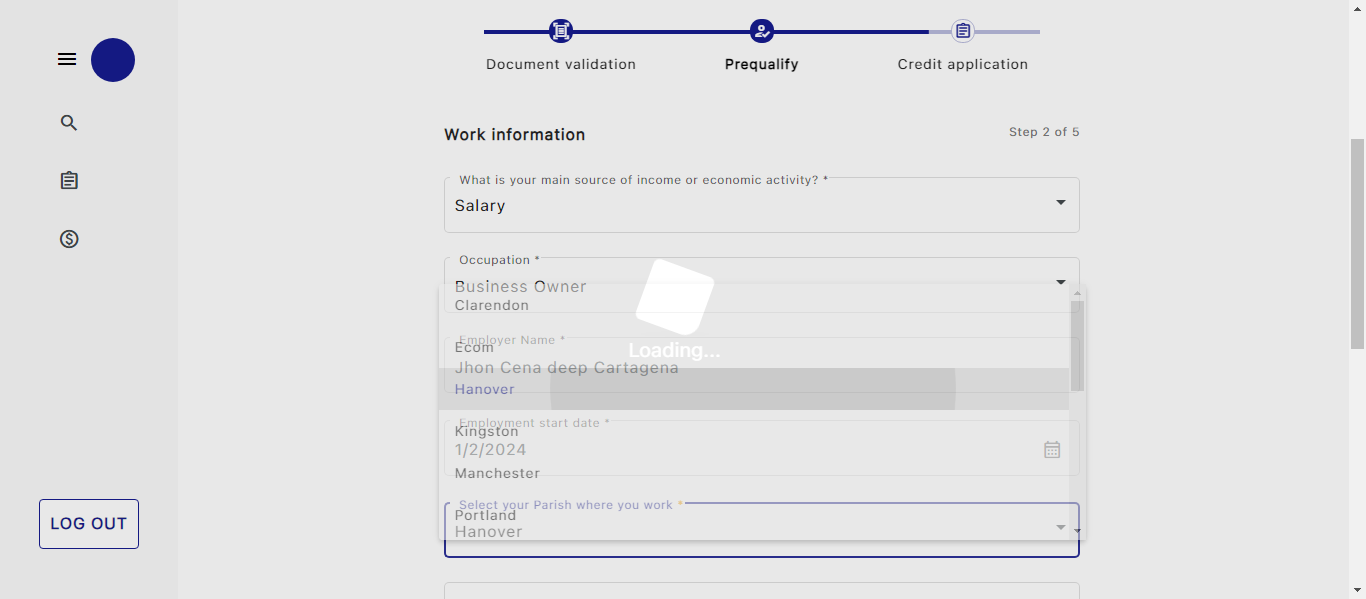 Document validation
Prequalify
Credit application
Work information
Step 2 of 5
What is your main source of income or economic activity? *
Salary
Occupation *
Business Owner
Clarendon
Employer Name *
Ecom
Loading...
Jhon Cena deep Cartagena
Hanover
Employment start date *
Kingston
1/2/2024
Manchester
Select your Parish where you work *
Portland
Hanover
LOG OUT